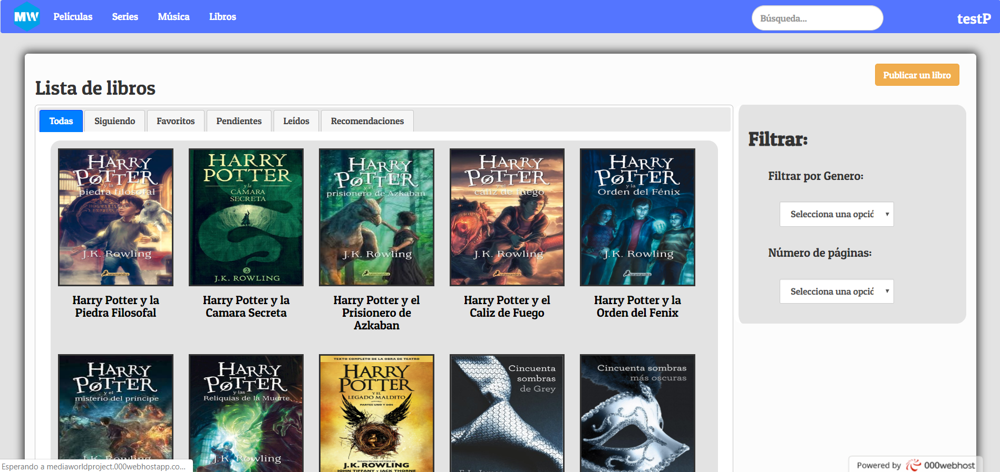 MW Películas Series Música Libros Búsqueda... testP
Publicar un libro
Lista de libros
Todas Siguiendo Favoritos Pendientes Leídos Recomendaciones
Filtrar:
Filtrar por Genero:
Selecciona una opció
Número de páginas:
Selecciona una opció
HARRY
POTTER
y la
piedra filosofal
HOGWARTS
EXPRESS
J.K. Rowling
salamandra
HARRY
POTTER
y la
CÁMARA
SECRETA
2
J.K. ROWLING
HARRY
POTTER
y el
prisionero de Azkaban
J.K. Rowling
salamandra
HARRY
POTTER
y el
cáliz de fuego
J.K. Rowling
salamandra
HARRY
POTTER
y la
Orden del Fénix
J.K. Rowling
salamandra
Harry Potter y la
Piedra Filosofal
Harry Potter y la
Camara Secreta
Harry Potter y el
Prisionero de
Azkaban
Harry Potter y el
Caliz de Fuego
Harry Potter y la
Orden del Fenix
HARRY
POTTER
y el
misterio del príncipe
J.K. Rowling
HARRY
POTTER
y las
Reliquias de la Muerte
J.K. Rowling
TEXTO COMPLETO DE LA OBRA DE TEATRO
HARRY
POTTER
Y EL
LEGADO MALDITO
PARTES UNO Y DOS
BASADA EN UNA HISTORIA DE
J.K. ROWLING
JOHN TIFFANY Y JACK THORNE
Cincuenta
sombras
de Grey
E L James
Cincuenta sombras
más oscuras
Esperando a mediaworldproject.000webhostapp.co...
Powered by 000webhost